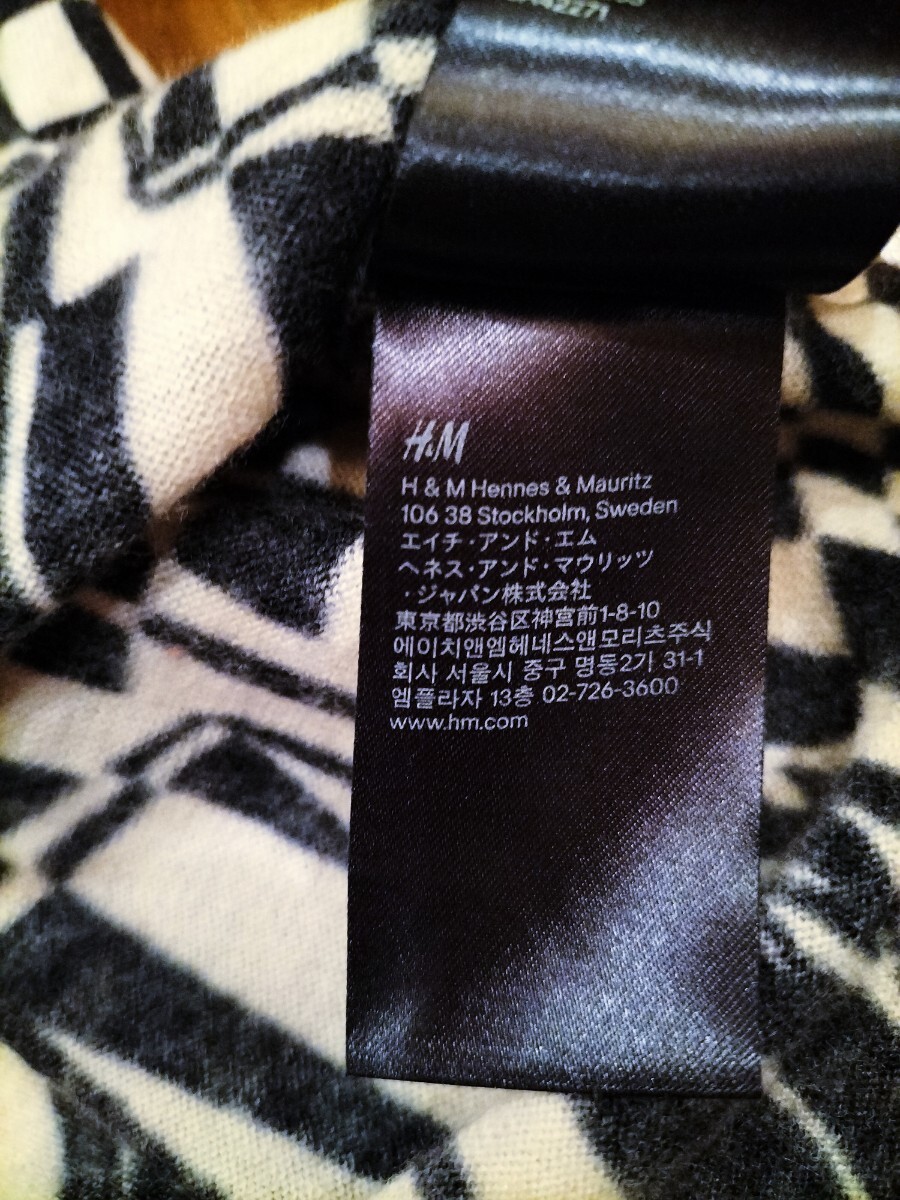 H&M
H & M Hennes & Mauritz
106 38 Stockholm, Sweden
エイチ・アンド・エム
ヘネス・アンド・マウリッツ
・ジャパン株式会社
東京都渋谷区神宮前1-8-10
에이치앤엠헤네스앤모리츠주식
회사 서울시 중구 명동2가 31-1
엠플라자 13층 02-726-3600
www.hm.com